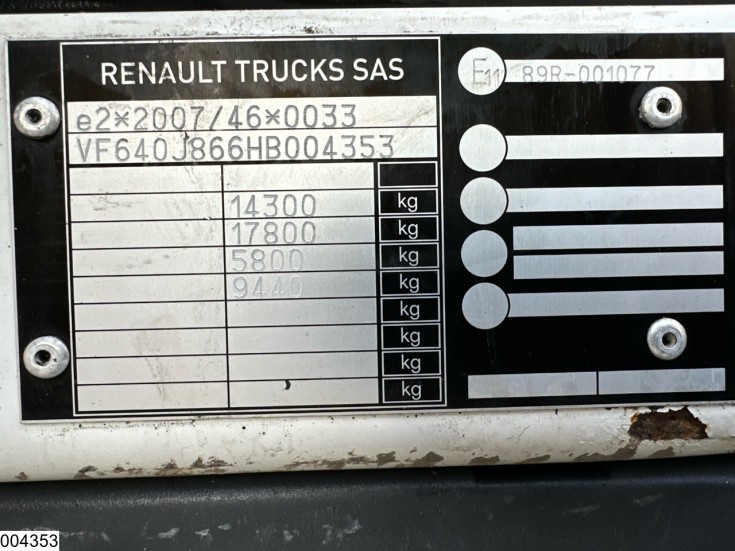 RENAULT TRUCKS SAS
e2*2007/46*0033
VF640J866HB004353
14300 kg
17800 kg
5800 kg
9440 kg
kg
kg
kg
kg
E11 89R-001077
004353